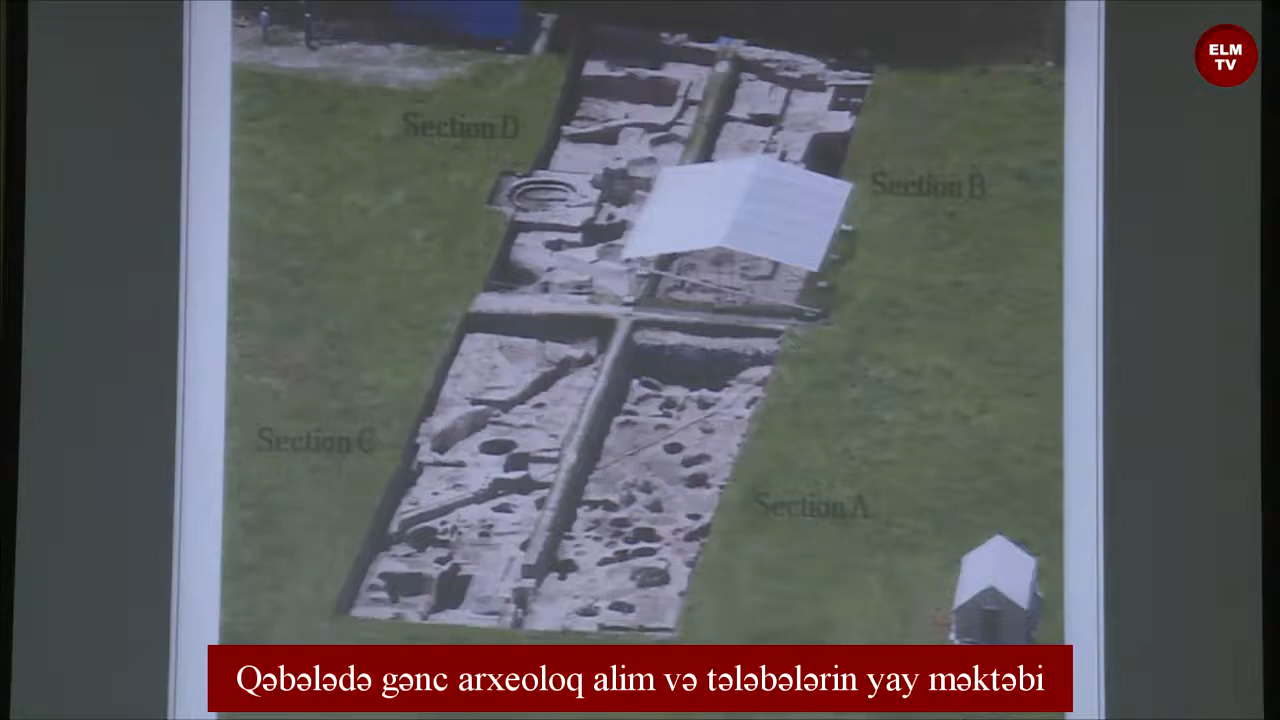 ELM
TV
Section D
Section B
Section C
Section A
Qəbələdə gənc arxeoloq alim və tələbələrin yay məktəbi